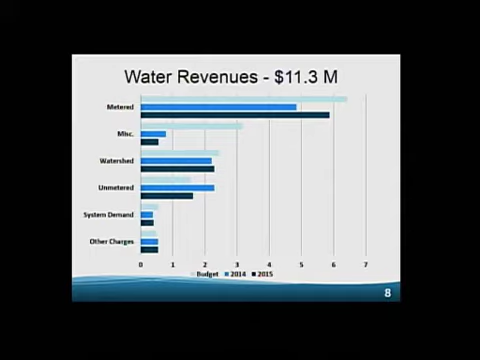 Water Revenues - $11.3 M
Metered
Misc.
Watershed
Unmetered
System Demand
Other Charges
0 1 2 3 4 5 6 7
Budget 2014 2015
8